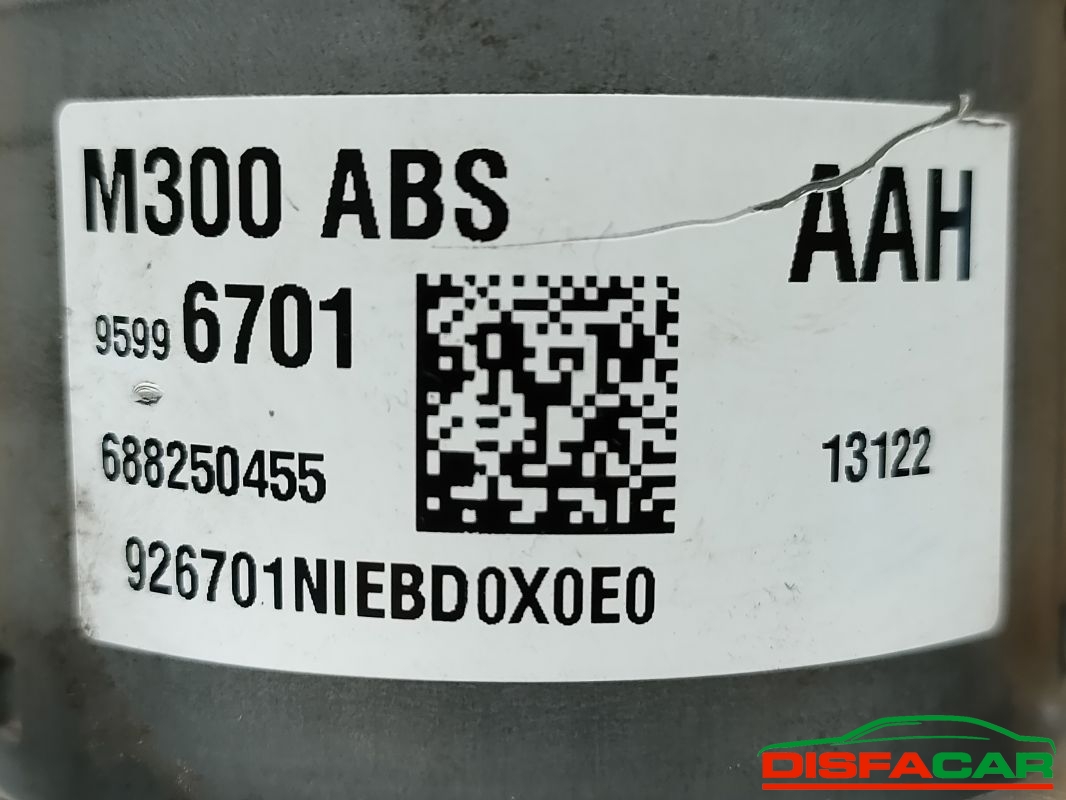 M300 ABS
AAH
9599 6701
688250455
13122
926701NIEBD0X0E0
DISFACAR